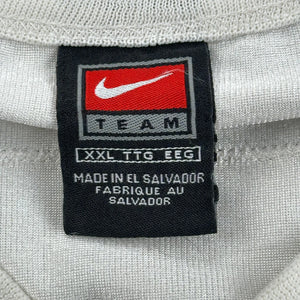 TEAM
XXL TTG EEG
MADE IN EL SALVADOR
FABRIQUE AU
SALVADOR